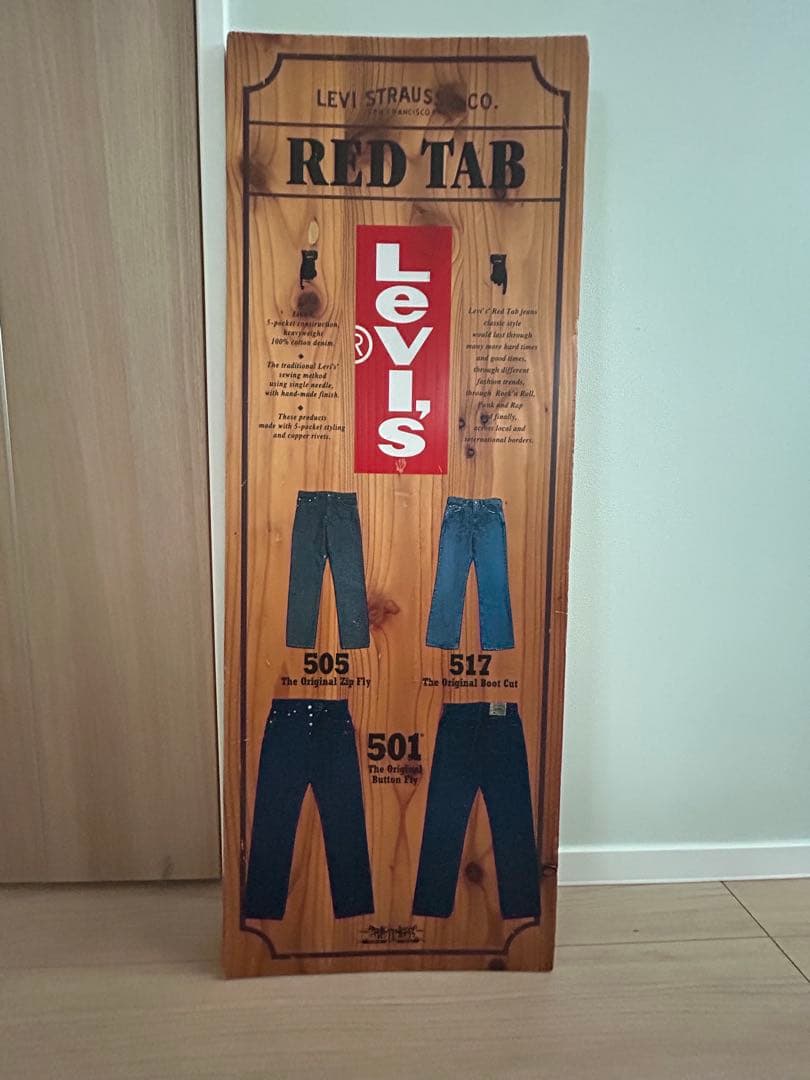 LEVI STRAUSS & CO.
SAN FRANCISCO
RED TAB
LEVI'S
®
5-pocket construction,
heavyweight
100% cotton denim.
The traditional Levi's'
sewing method
using single needle,
with hand-made finish.
These products
made with 5-pocket styling
and copper rivets.
Levi's' Red Tab jeans
classic style
would last through
many more hard times
and good times,
through different
fashion trends,
through Rock'n Roll,
Punk and Rap
finally,
across local and
international borders.
505
The Original Zip Fly
517
The Original Boot Cut
501®
The Original
Button Fly